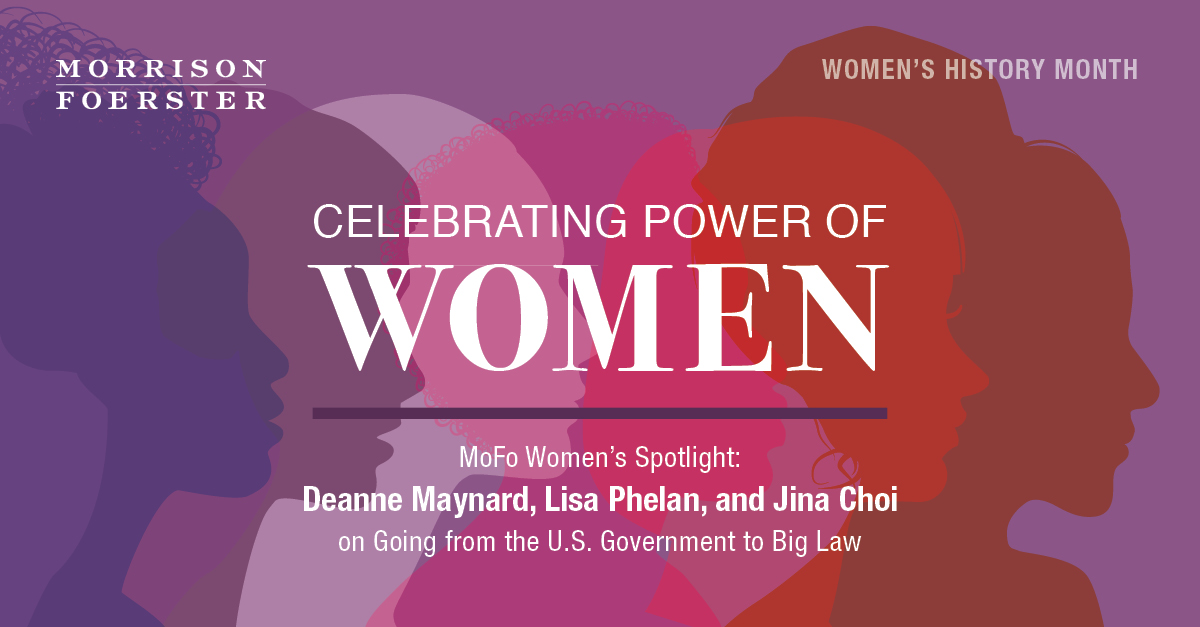 MORRISON
FOERSTER
WOMEN'S HISTORY MONTH
CELEBRATING POWER OF
WOMEN
MoFo Women's Spotlight:
Deanne Maynard, Lisa Phelan, and Jina Choi
on Going from the U.S. Government to Big Law